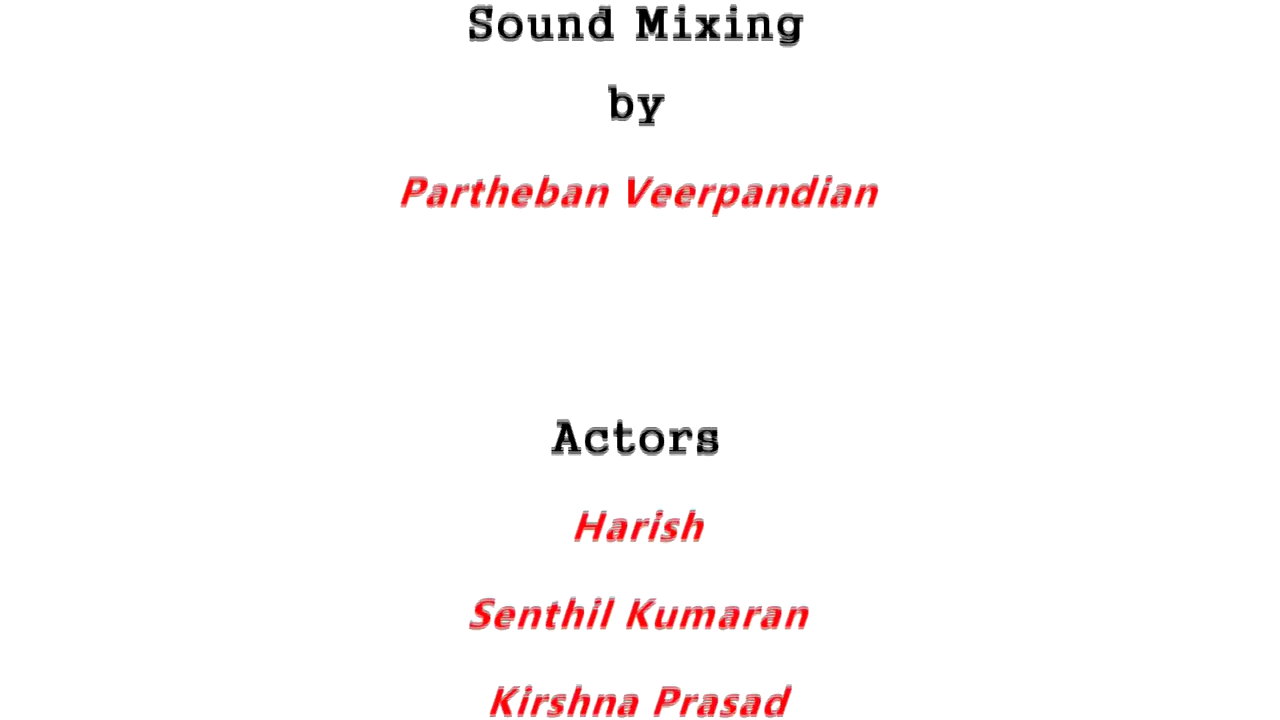 Sound Mixing
by
Partheban Veerpandian
Actors
Harish
Senthil Kumaran
Kirshna Prasad